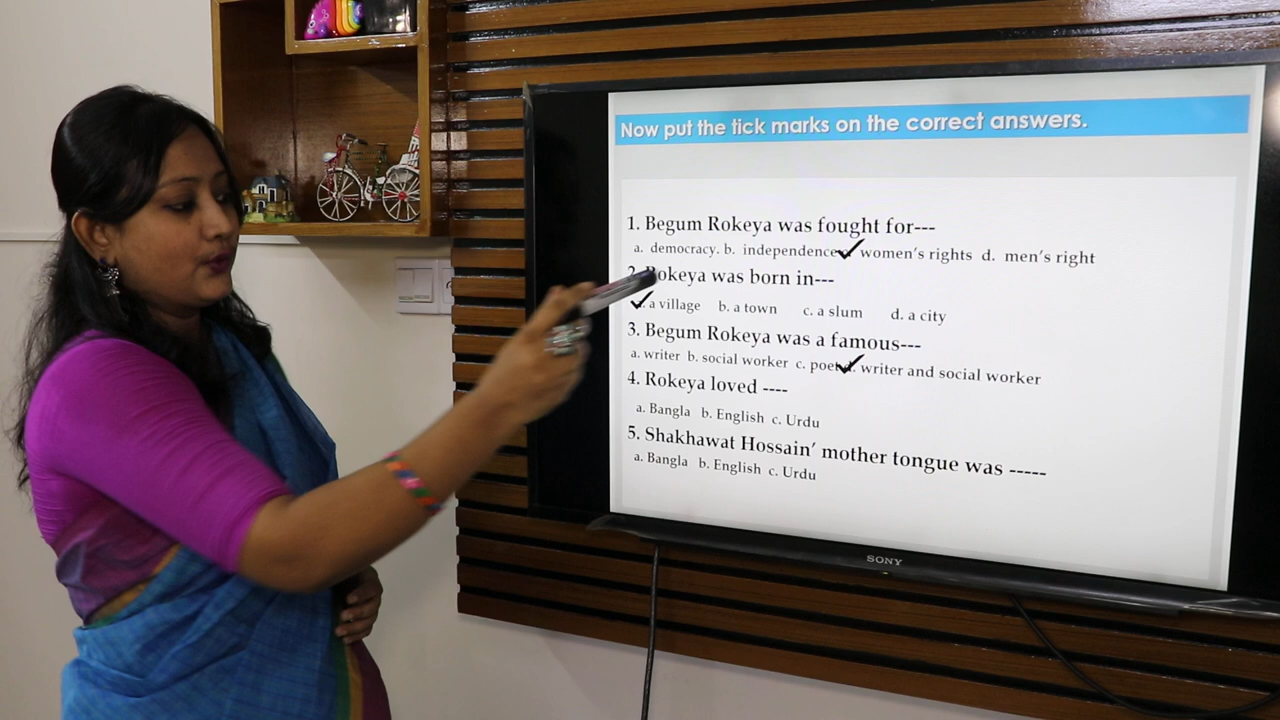 Now put the tick marks on the correct answers.
1. Begum Rokeya was fought for---
a. democracy. b. independence women's rights d. men's right
2. Rokeya was born in---
a village b. a town c. a slum d. a city
3. Begum Rokeya was a famous---
a. writer b. social worker c. poet writer and social worker
4. Rokeya loved ----
a. Bangla b. English c. Urdu
5. Shakhawat Hossain' mother tongue was -----
a. Bangla b. English c. Urdu
SONY